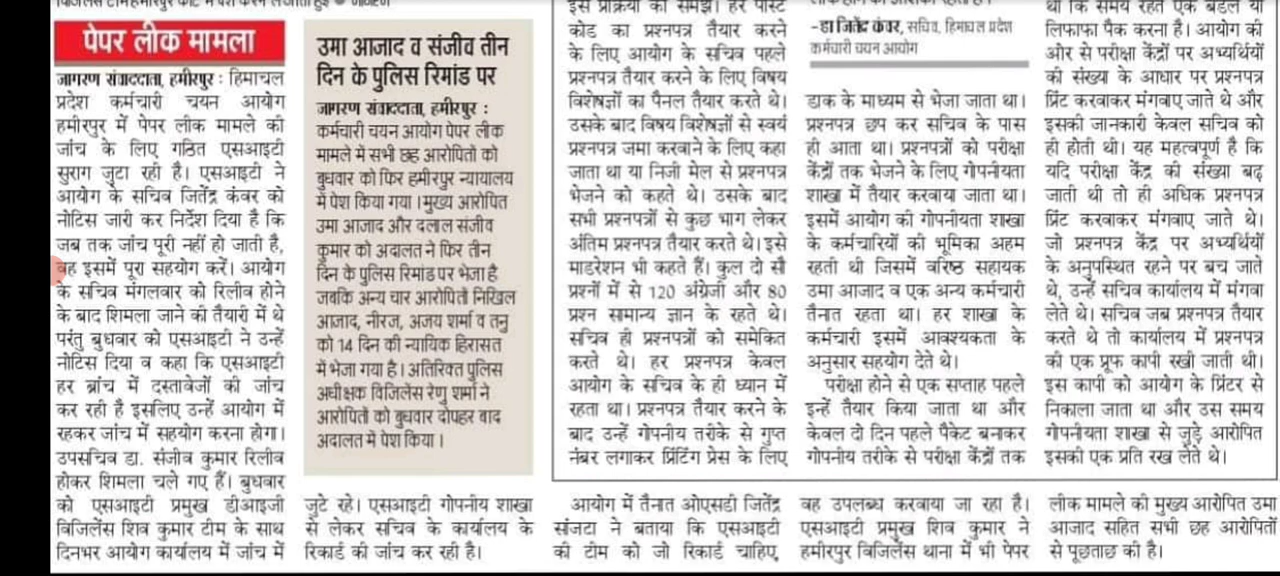 पेपर लीक मामला
जागरण संवाददाता, हमीरपुर : हिमाचल
प्रदेश कर्मचारी चयन आयोग
हमीरपुर में पेपर लीक मामले की
जांच के लिए गठित एसआइटी
सुराग जुटा रही है। एसआइटी ने
आयोग के सचिव जितेंद्र कंवर को
नोटिस जारी कर निर्देश दिया है कि
जब तक जांच पूरी नहीं हो जाती है,
वह इसमें पूरा सहयोग करें। आयोग
के सचिव मंगलवार को रिलीव होने
के बाद शिमला जाने की तैयारी में थे
परंतु बुधवार को एसआइटी ने उन्हें
नोटिस दिया व कहा कि एसआइटी
हर ब्रांच में दस्तावेजों की जांच
कर रही है इसलिए उन्हें आयोग में
रहकर जांच में सहयोग करना होगा।
उपसचिव डा. संजीव कुमार रिलीव
होकर शिमला चले गए हैं। बुधवार
को एसआइटी प्रमुख डीआइजी
विजिलेंस शिव कुमार टीम के साथ
दिनभर आयोग कार्यालय में जांच में
उमा आजाद व संजीव तीन
दिन के पुलिस रिमांड पर
जागरण संवाददाता, हमीरपुर :
कर्मचारी चयन आयोग पेपर लीक
मामले में सभी छह आरोपितों को
बुधवार को फिर हमीरपुर न्यायालय
में पेश किया गया ।मुख्य आरोपित
उमा आजाद और दलाल संजीव
कुमार को अदालत ने फिर तीन
दिन के पुलिस रिमांड पर भेजा है
जबकि अन्य चार आरोपितों निखिल
आजाद, नीरज, अजय शर्मा व तनु
को 14 दिन की न्यायिक हिरासत
में भेजा गया है। अतिरिक्त पुलिस
अधीक्षक विजिलेंस रेणु शर्मा ने
आरोपितों को बुधवार दोपहर बाद
अदालत में पेश किया ।
जुटे रहे। एसआइटी गोपनीय शाखा
से लेकर सचिव के कार्यालय के
रिकार्ड की जांच कर रही है।
इस प्रक्रिया को समझें। हर पोस्ट
कोड का प्रश्नपत्र तैयार करने
के लिए आयोग के सचिव पहले
प्रश्नपत्र तैयार करने के लिए विषय
विशेषज्ञों का पैनल तैयार करते थे।
उसके बाद विषय विशेषज्ञों से स्वयं
प्रश्नपत्र जमा करवाने के लिए कहा
जाता था या निजी मेल से प्रश्नपत्र
भेजने को कहते थे। उसके बाद
सभी प्रश्नपत्रों से कुछ भाग लेकर
अंतिम प्रश्नपत्र तैयार करते थे। इसे
माडरेशन भी कहते हैं। कुल दो सौ
प्रश्नों में से 120 अंग्रेजी और 80
प्रश्न सामान्य ज्ञान के रहते थे।
सचिव ही प्रश्नपत्रों को समेकित
करते थे। हर प्रश्नपत्र केवल
आयोग के सचिव के ही ध्यान में
रहता था। प्रश्नपत्र तैयार करने के
बाद उन्हें गोपनीय तरीके से गुप्त
नंबर लगाकर प्रिंटिंग प्रेस के लिए
-डा जितेंद्र कंवर, सचिव, हिमाचल प्रदेश
कर्मचारी चयन आयोग
डाक के माध्यम से भेजा जाता था।
प्रश्नपत्र छप कर सचिव के पास
ही आता था। प्रश्नपत्रों को परीक्षा
केंद्रों तक भेजने के लिए गोपनीयता
शाखा में तैयार करवाया जाता था।
इसमें आयोग की गोपनीयता शाखा
के कर्मचारियों की भूमिका अहम
रहती थी जिसमें वरिष्ठ सहायक
उमा आजाद व एक अन्य कर्मचारी
तैनात रहता था। हर शाखा के
कर्मचारी इसमें आवश्यकता के
अनुसार सहयोग देते थे।
परीक्षा होने से एक सप्ताह पहले
इन्हें तैयार किया जाता था और
केवल दो दिन पहले पैकेट बनाकर
गोपनीय तरीके से परीक्षा केंद्रों तक
था कि समय रहते एक बंडल या
लिफाफा पैक करना है। आयोग की
ओर से परीक्षा केंद्रों पर अभ्यर्थियों
की संख्या के आधार पर प्रश्नपत्र
प्रिंट करवाकर मंगवाए जाते थे और
इसकी जानकारी केवल सचिव को
ही होती थी। यह महत्वपूर्ण है कि
यदि परीक्षा केंद्र की संख्या बढ़
जाती थी तो ही अधिक प्रश्नपत्र
प्रिंट करवाकर मंगवाए जाते थे।
जो प्रश्नपत्र केंद्र पर अभ्यर्थियों
के अनुपस्थित रहने पर बच जाते
थे, उन्हें सचिव कार्यालय में मंगवा
लेते थे। सचिव जब प्रश्नपत्र तैयार
करते थे तो कार्यालय में प्रश्नपत्र
की एक प्रूफ कापी रखी जाती थी।
इस कापी को आयोग के प्रिंटर से
निकाला जाता था और उस समय
गोपनीयता शाखा से जुड़े आरोपित
इसकी एक प्रति रख लेते थे।
आयोग में तैनात ओएसडी जितेंद्र
सांजटा ने बताया कि एसआइटी
की टीम को जो रिकार्ड चाहिए,
वह उपलब्ध करवाया जा रहा है।
एसआइटी प्रमुख शिव कुमार ने
हमीरपुर विजिलेंस थाना में भी पेपर
लीक मामले की मुख्य आरोपित उमा
आजाद सहित सभी छह आरोपितों
से पूछताछ की है।